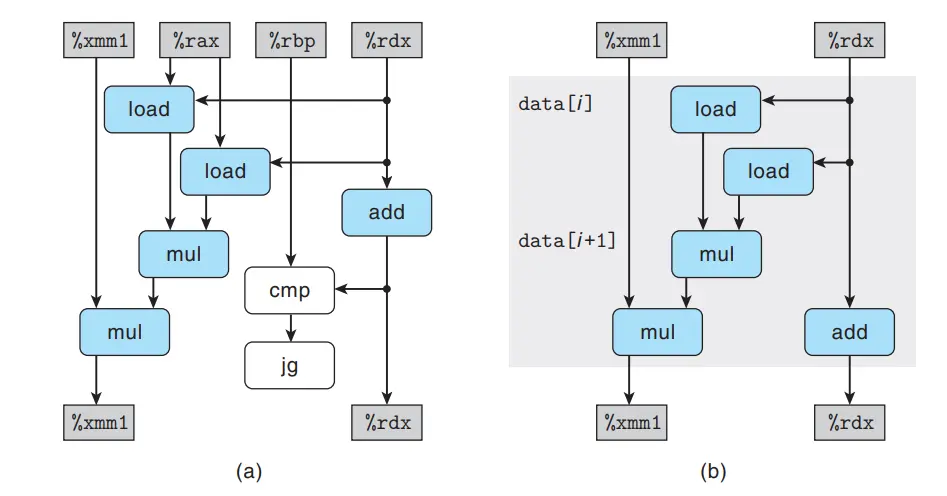 %xmm1 %rax %rbp %rdx
load
load
add
mul
cmp
mul
jg
%xmm1 %rdx
(a)
%xmm1 %rdx
data[i] load
load
data[i+1] mul
mul add
%xmm1 %rdx
(b)